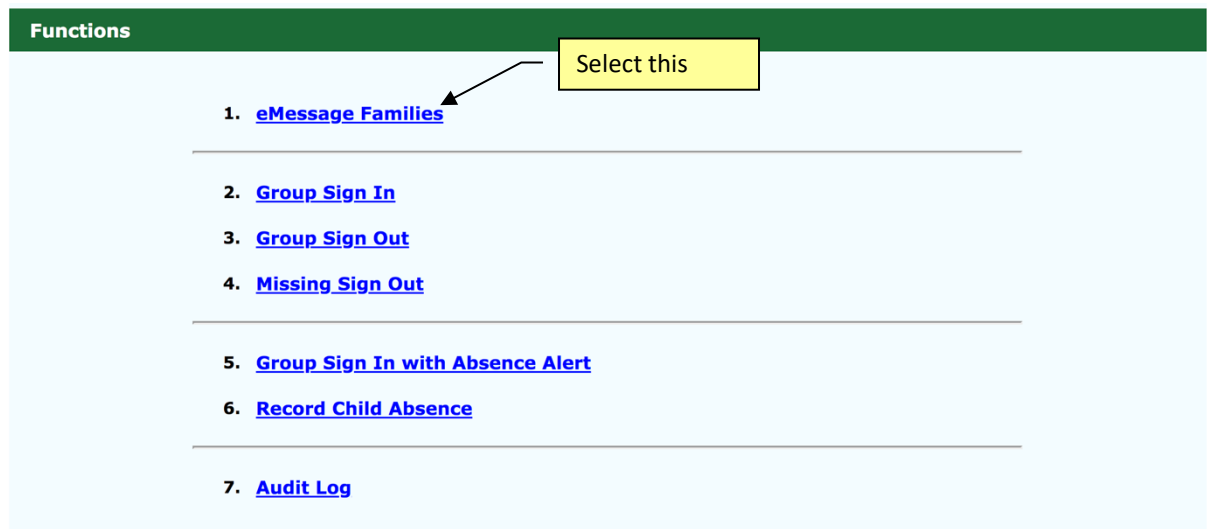 Functions
Select this
1. eMessage Families
2. Group Sign In
3. Group Sign Out
4. Missing Sign Out
5. Group Sign In with Absence Alert
6. Record Child Absence
7. Audit Log